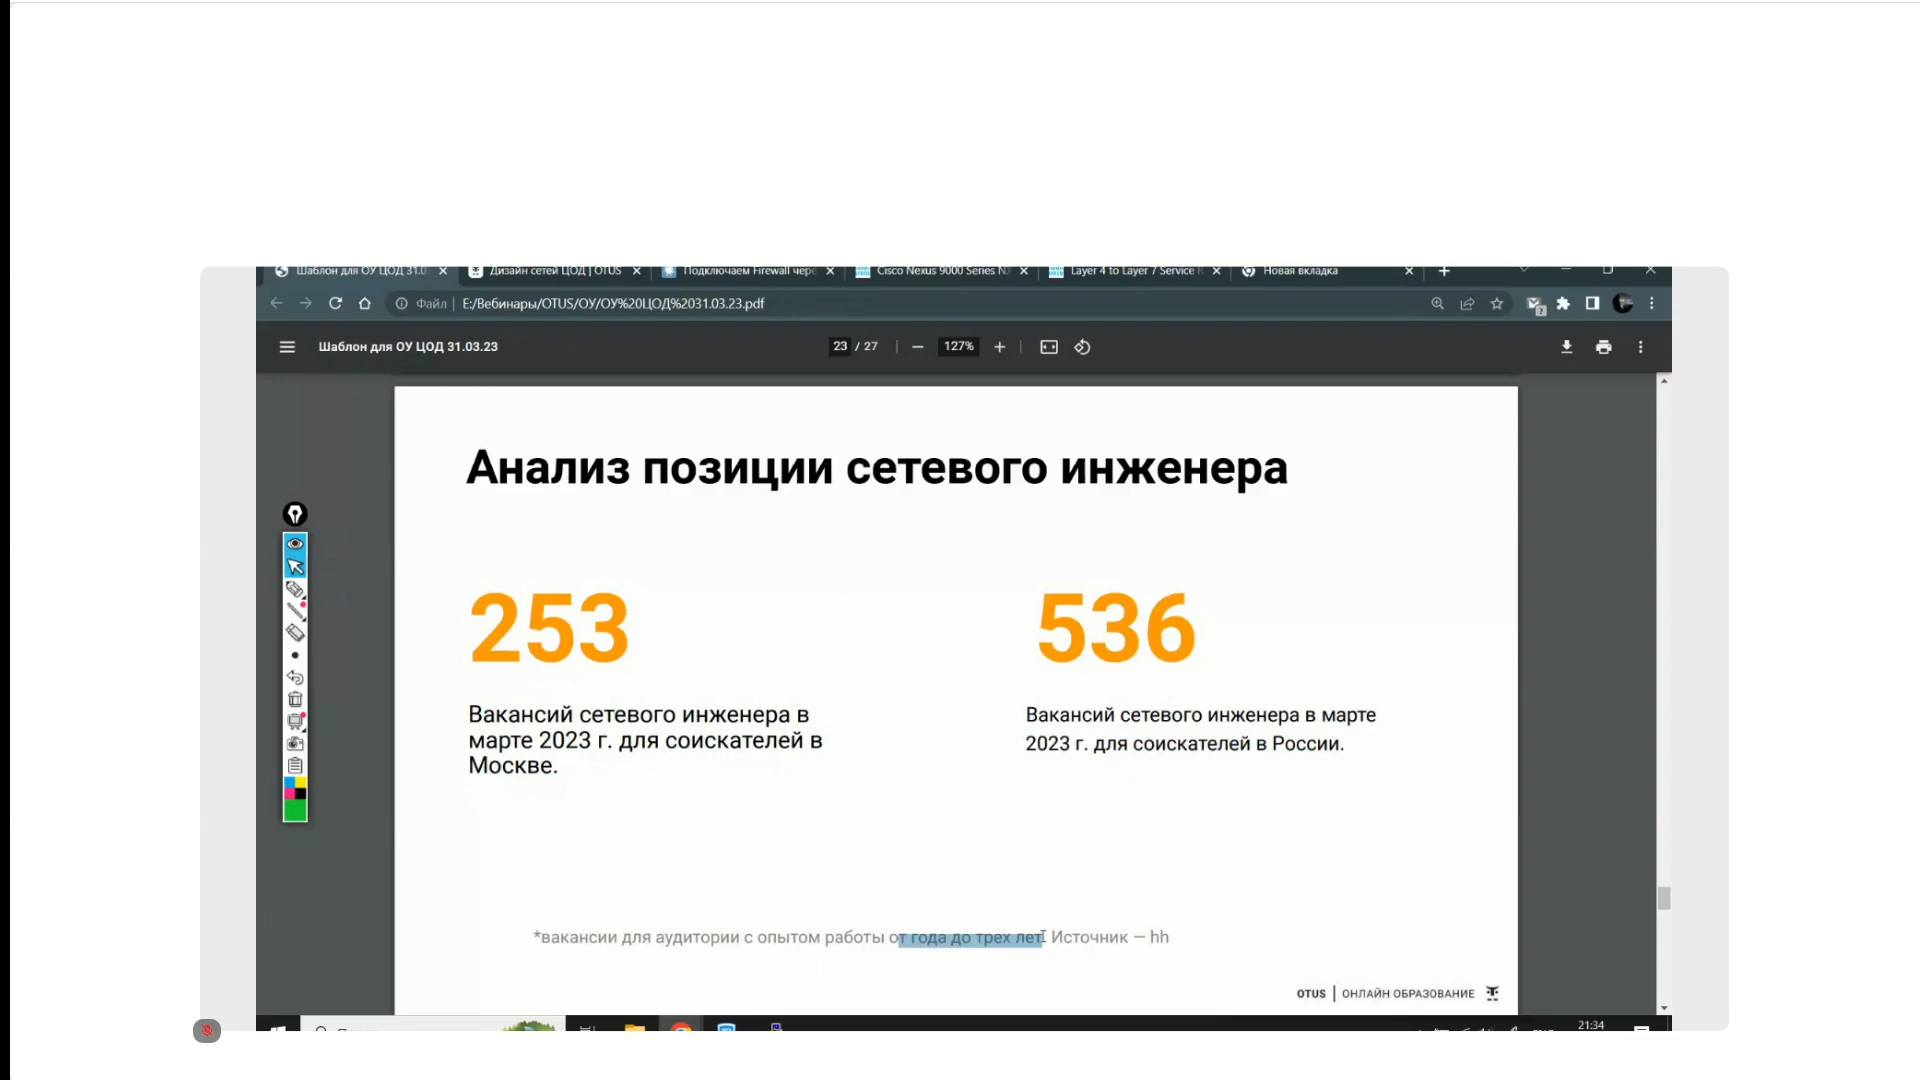 Шаблон для ОУ ЦОД 31.0
Дизайн сетей ЦОД | OTUS
Подключаем Firewall чере
Cisco Nexus 9000 Series N
Layer 4 to Layer 7 Service
Новая вкладка
Файл | E:/Вебинары/OTUS/ОУ/ОУ%20ЦОД%2031.03.23.pdf
Шаблон для ОУ ЦОД 31.03.23
23 / 27
127%
Анализ позиции сетевого инженера
253
Вакансий сетевого инженера в
марте 2023 г. для соискателей в
Москве.
536
Вакансий сетевого инженера в марте
2023 г. для соискателей в России.
*вакансии для аудитории с опытом работы от года до трех лет. Источник — hh
OTUS | ОНЛАЙН ОБРАЗОВАНИЕ
21:34